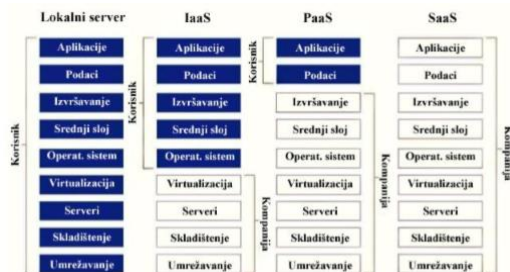 Lokalni server IaaS PaaS SaaS
Aplikacije Aplikacije Aplikacije Aplikacije
Podaci Podaci Podaci Podaci
Izvršavanje Izvršavanje Izvršavanje Izvršavanje
Srednji sloj Srednji sloj Srednji sloj Srednji sloj
Operat. sistem Operat. sistem Operat. sistem Operat. sistem
Virtualizacija Virtualizacija Virtualizacija Virtualizacija
Serveri Serveri Serveri Serveri
Skladištenje Skladištenje Skladištenje Skladištenje
Umrežavanje Umrežavanje Umrežavanje Umrežavanje
Korisnik
Korisnik
Kompanija
Korisnik
Kompanija
Kompanija